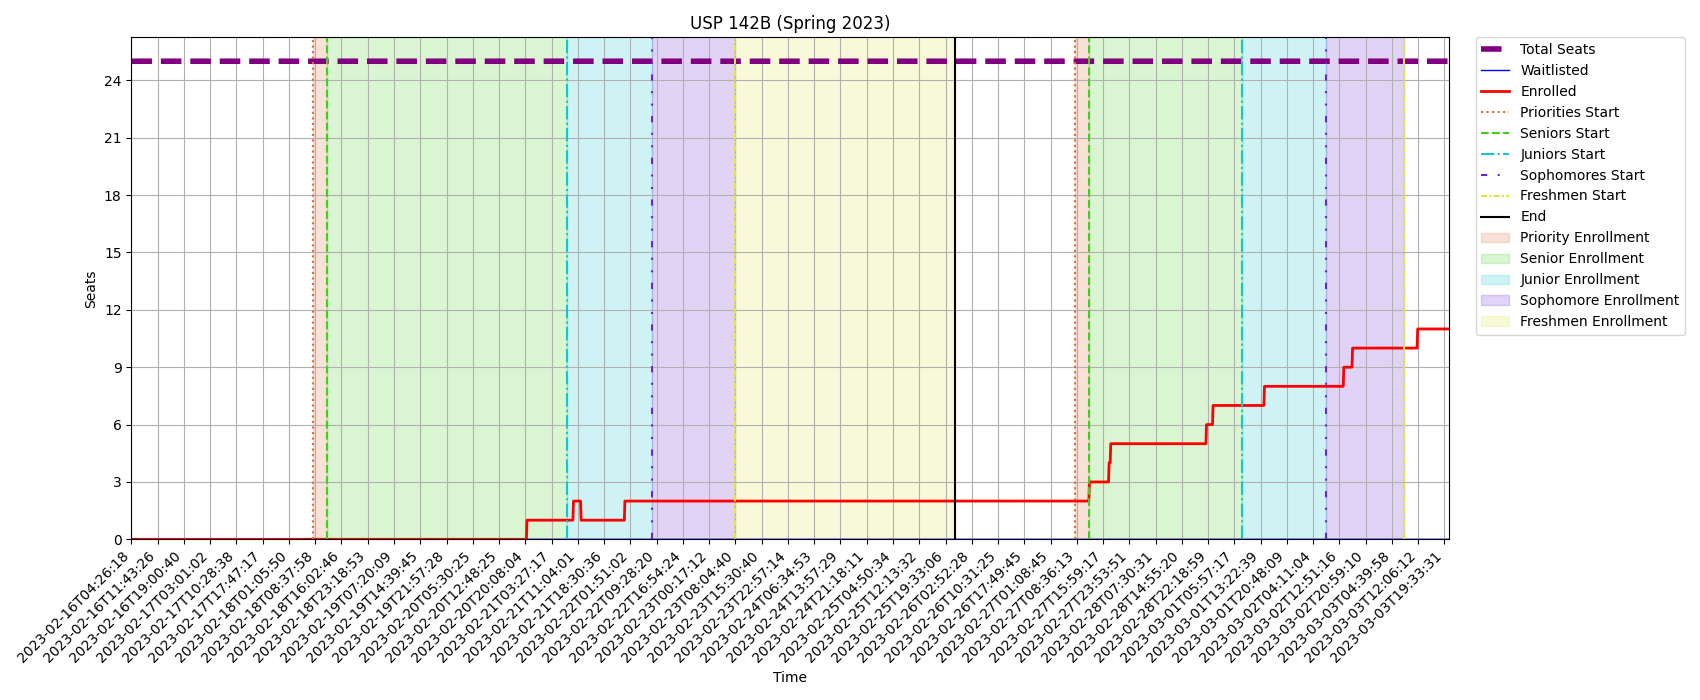 USP 142B (Spring 2023)
Seats
24
21
18
15
12
9
6
3
0
2023-02-16T04:26:18
2023-02-16T11:43:26
2023-02-16T19:00:40
2023-02-17T03:01:02
2023-02-17T10:28:38
2023-02-17T17:47:17
2023-02-18T01:05:50
2023-02-18T08:37:58
2023-02-18T16:02:46
2023-02-18T23:18:53
2023-02-19T07:20:09
2023-02-19T14:39:45
2023-02-19T21:57:28
2023-02-20T05:30:25
2023-02-20T12:48:25
2023-02-20T20:08:04
2023-02-21T03:27:17
2023-02-21T11:04:01
2023-02-21T18:30:36
2023-02-22T01:51:02
2023-02-22T09:28:20
2023-02-22T16:54:24
2023-02-23T00:17:12
2023-02-23T08:04:40
2023-02-23T15:30:40
2023-02-23T22:57:14
2023-02-24T06:34:53
2023-02-24T13:57:29
2023-02-24T21:18:11
2023-02-25T04:50:34
2023-02-25T12:13:32
2023-02-25T19:33:06
2023-02-26T02:52:28
2023-02-26T10:31:25
2023-02-26T17:49:45
2023-02-27T01:08:45
2023-02-27T08:36:13
2023-02-27T15:59:17
2023-02-27T23:53:51
2023-02-28T07:30:31
2023-02-28T14:55:20
2023-02-28T22:18:59
2023-03-01T05:57:17
2023-03-01T13:22:39
2023-03-01T20:48:09
2023-03-02T04:11:04
2023-03-02T12:51:16
2023-03-02T20:59:10
2023-03-03T04:39:58
2023-03-03T12:06:12
2023-03-03T19:33:31
Time
Total Seats
Waitlisted
Enrolled
Priorities Start
Seniors Start
Juniors Start
Sophomores Start
Freshmen Start
End
Priority Enrollment
Senior Enrollment
Junior Enrollment
Sophomore Enrollment
Freshmen Enrollment